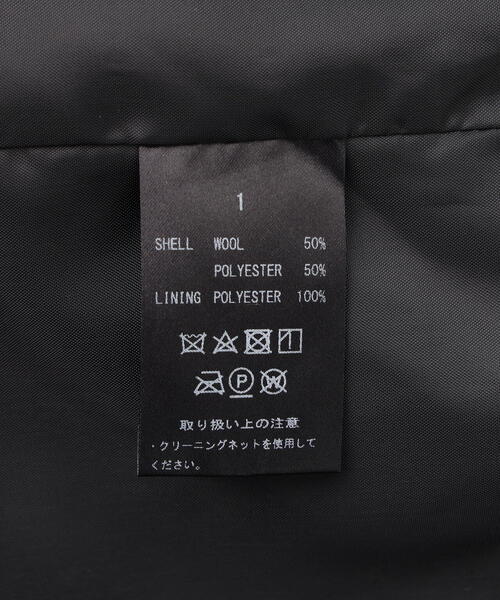 1
SHELL WOOL 50%
POLYESTER 50%
LINING POLYESTER 100%
P W
取り扱い上の注意
・クリーニングネットを使用して
ください。